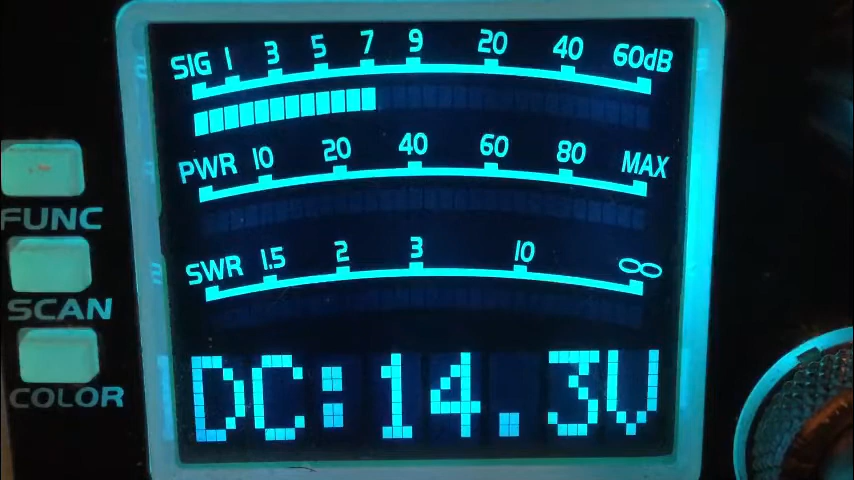 SIG 1 3 5 7 9 20 40 60dB
PWR 10 20 40 60 80 MAX
FUNC
SWR 1.5 2 3 10 ∞
SCAN
COLOR
DC:14.3V